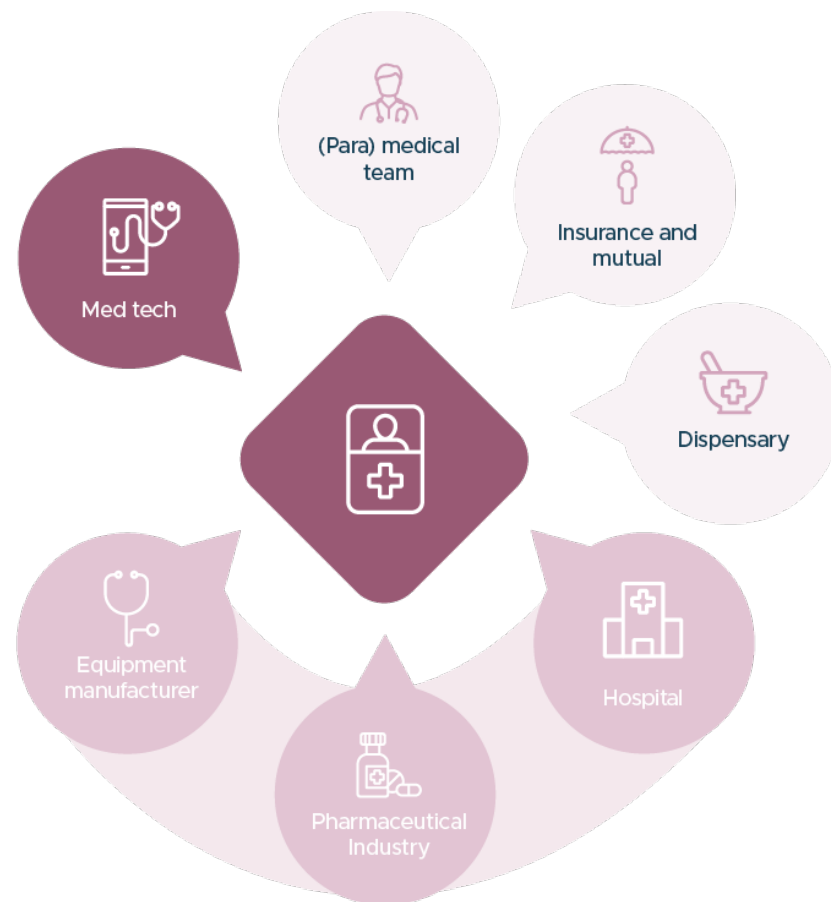 (Para) medical
team
Insurance and
mutual
Med tech
Dispensary
Equipment
manufacturer
Hospital
Pharmaceutical
Industry